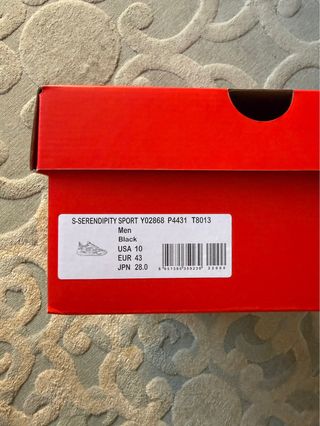 S-SERENDIPITY SPORT Y02868 P4431 T8013
Men
Black
USA 10
EUR 43
JPN 28.0